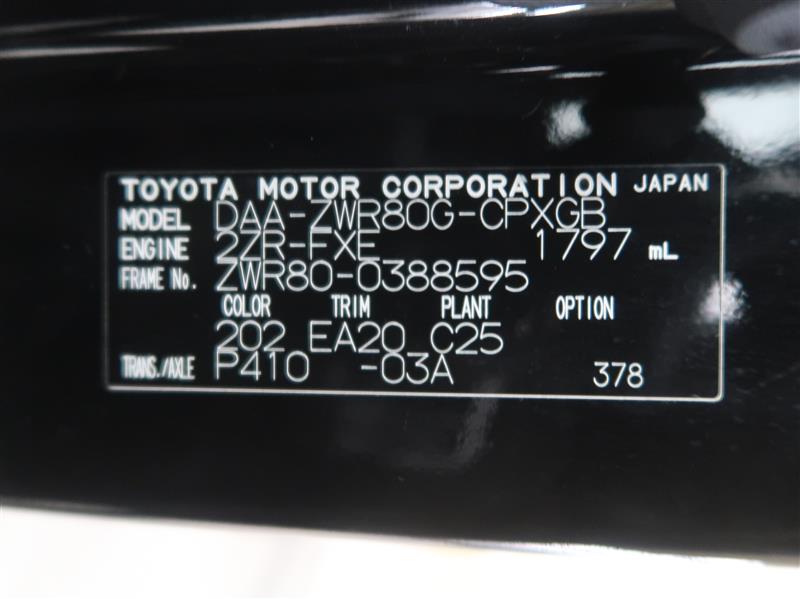 TOYOTA MOTOR CORPORATION JAPAN
MODEL DAA-ZWR80G-CPXGB
ENGINE 2ZR-FXE 1797 mL
FRAME No. ZWR80-0388595
COLOR TRIM PLANT OPTION
202 EA20 C25
TRANS./AXLE P410 -03A 378